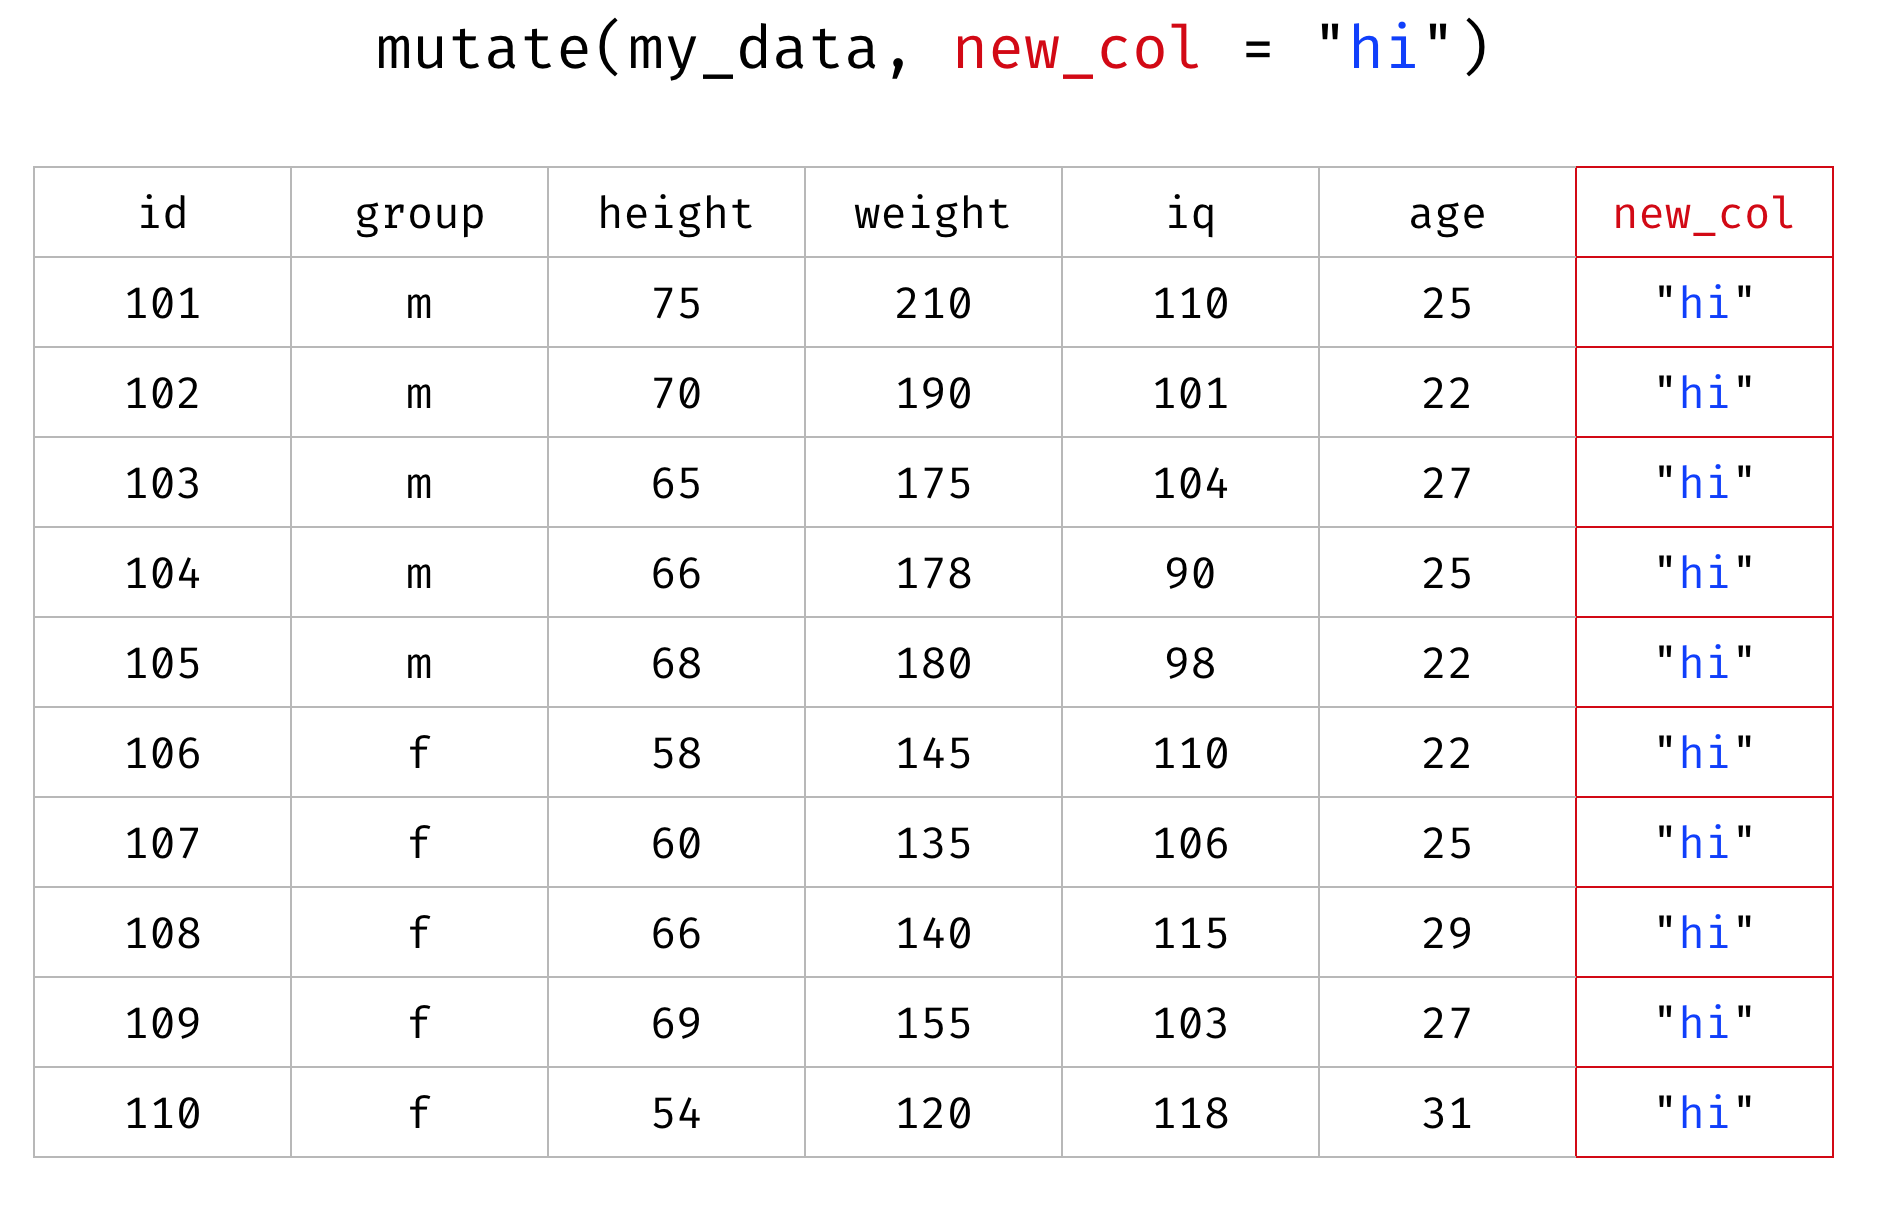 mutate(my_data, new_col = "hi")
id group height weight iq age new_col
101 m 75 210 110 25 "hi"
102 m 70 190 101 22 "hi"
103 m 65 175 104 27 "hi"
104 m 66 178 90 25 "hi"
105 m 68 180 98 22 "hi"
106 f 58 145 110 22 "hi"
107 f 60 135 106 25 "hi"
108 f 66 140 115 29 "hi"
109 f 69 155 103 27 "hi"
110 f 54 120 118 31 "hi"